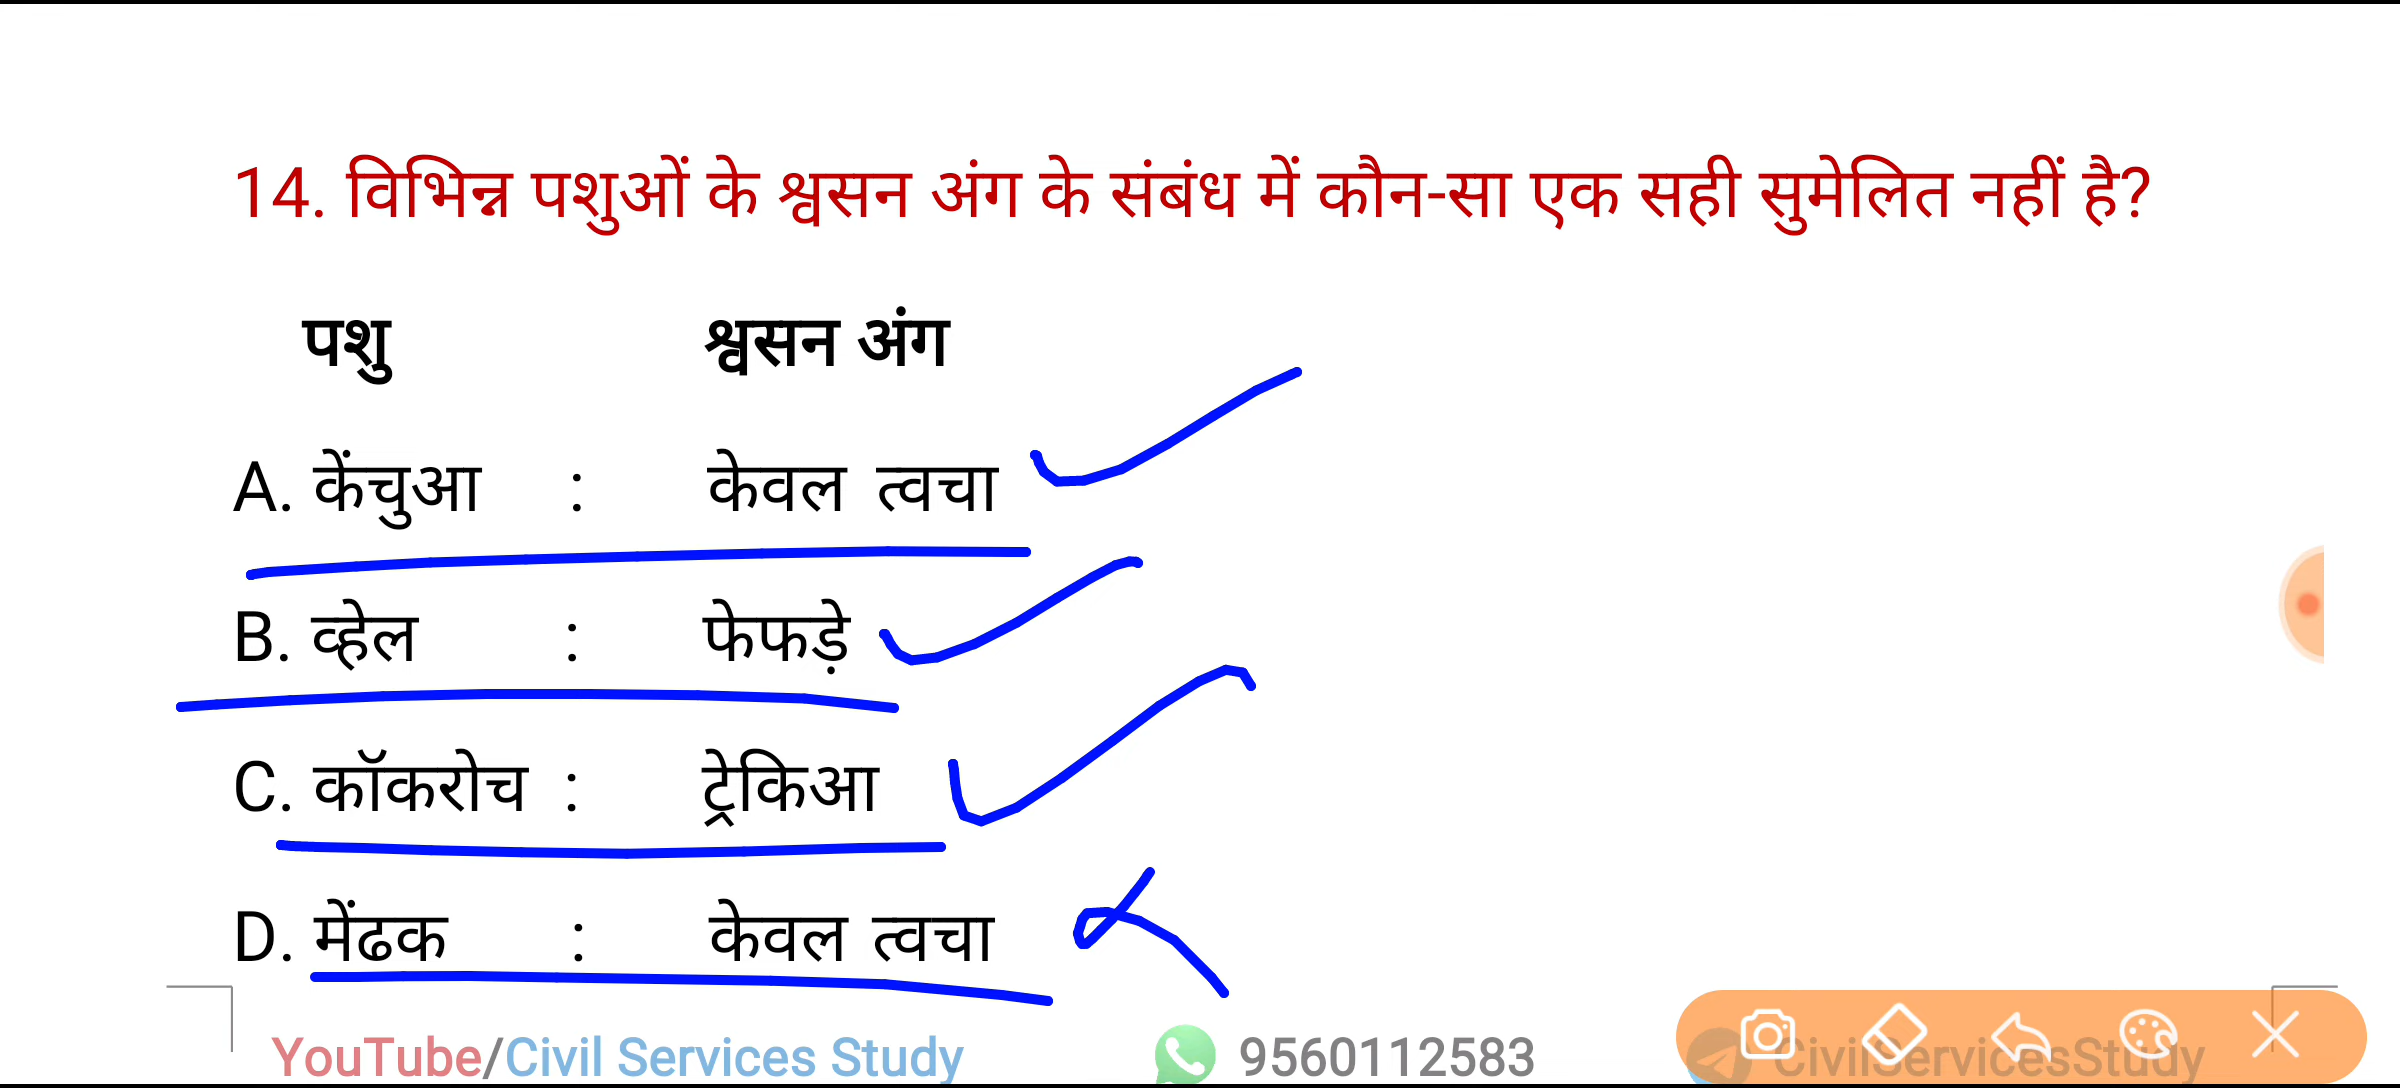 14. विभिन्न पशुओं के श्वसन अंग के संबंध में कौन-सा एक सही सुमेलित नहीं है?
पशु श्वसन अंग
A. केंचुआ : केवल त्वचा
B. व्हेल : फेफड़े
C. कॉकरोच : ट्रेकिआ
D. मेंढक : केवल त्वचा
YouTube/Civil Services Study 9560112583 CivilServicesStudy